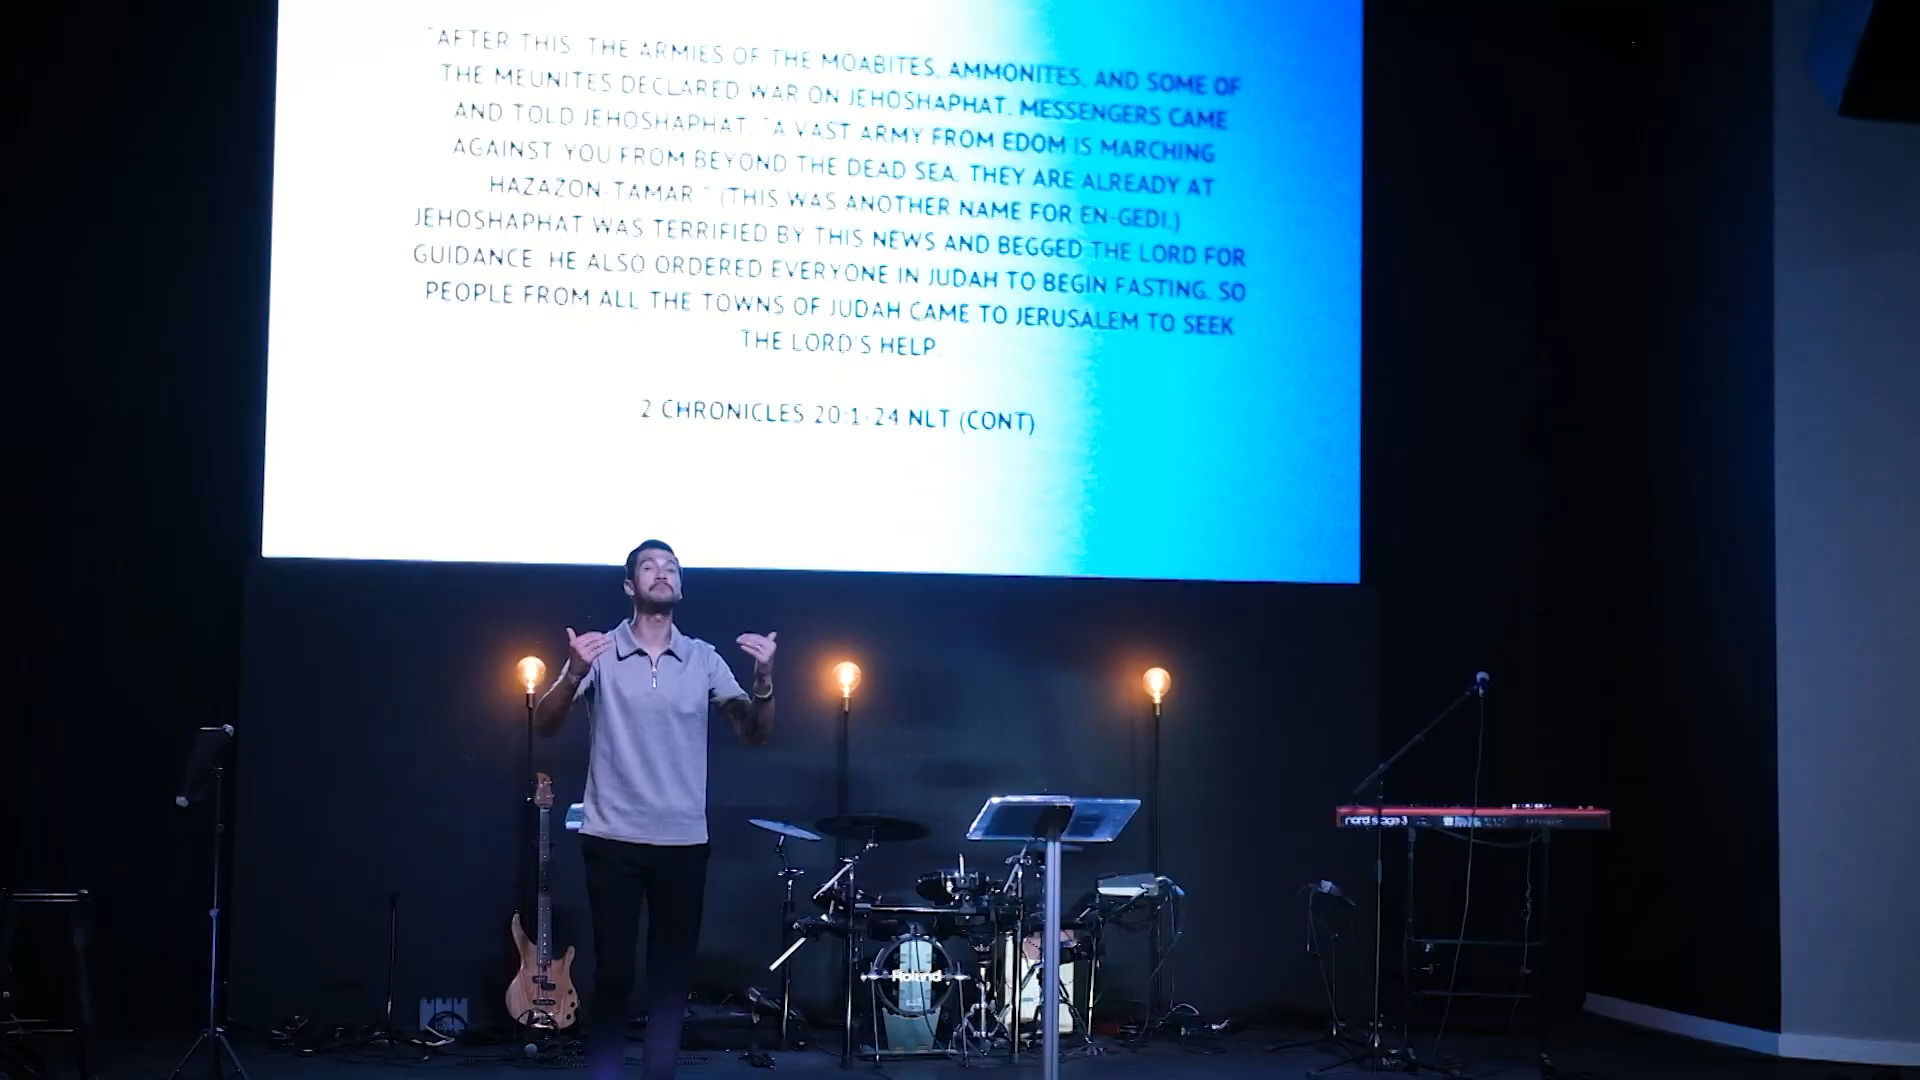 "AFTER THIS, THE ARMIES OF THE MOABITES, AMMONITES, AND SOME OF
THE MEUNITES DECLARED WAR ON JEHOSHAPHAT. MESSENGERS CAME
AND TOLD JEHOSHAPHAT, "A VAST ARMY FROM EDOM IS MARCHING
AGAINST YOU FROM BEYOND THE DEAD SEA. THEY ARE ALREADY AT
HAZAZON-TAMAR." (THIS WAS ANOTHER NAME FOR EN-GEDI.)
JEHOSHAPHAT WAS TERRIFIED BY THIS NEWS AND BEGGED THE LORD FOR
GUIDANCE. HE ALSO ORDERED EVERYONE IN JUDAH TO BEGIN FASTING. SO
PEOPLE FROM ALL THE TOWNS OF JUDAH CAME TO JERUSALEM TO SEEK
THE LORD'S HELP.
2 CHRONICLES 20:1-24 NLT (CONT)
nord stage 3
Roland